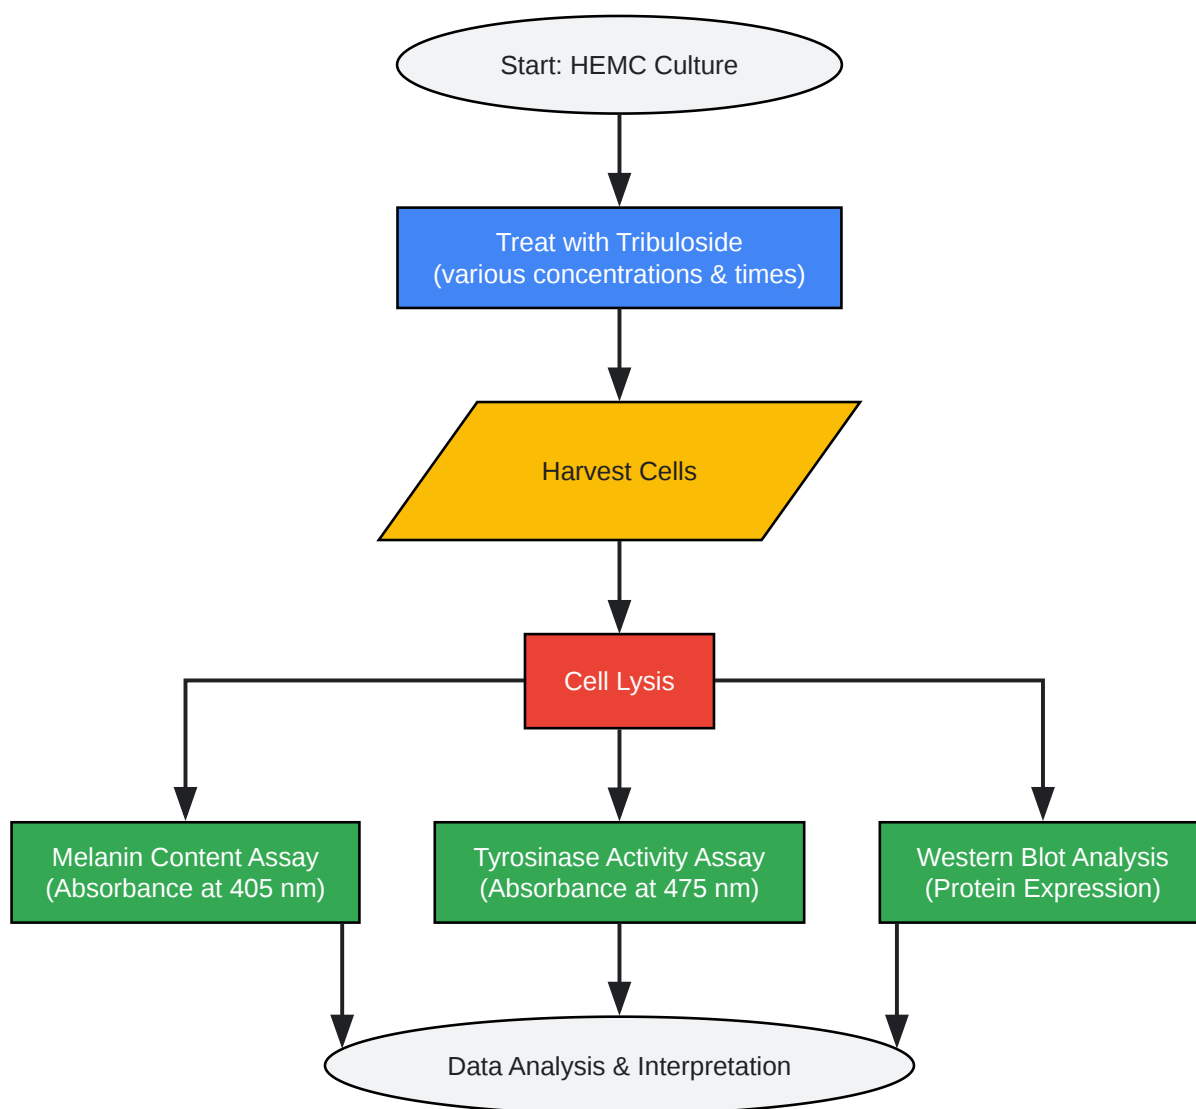 Start: HEMC Culture
Treat with Tribuloside
(various concentrations & times)
Harvest Cells
Cell Lysis
Melanin Content Assay
(Absorbance at 405 nm)
Tyrosinase Activity Assay
(Absorbance at 475 nm)
Western Blot Analysis
(Protein Expression)
Data Analysis & Interpretation